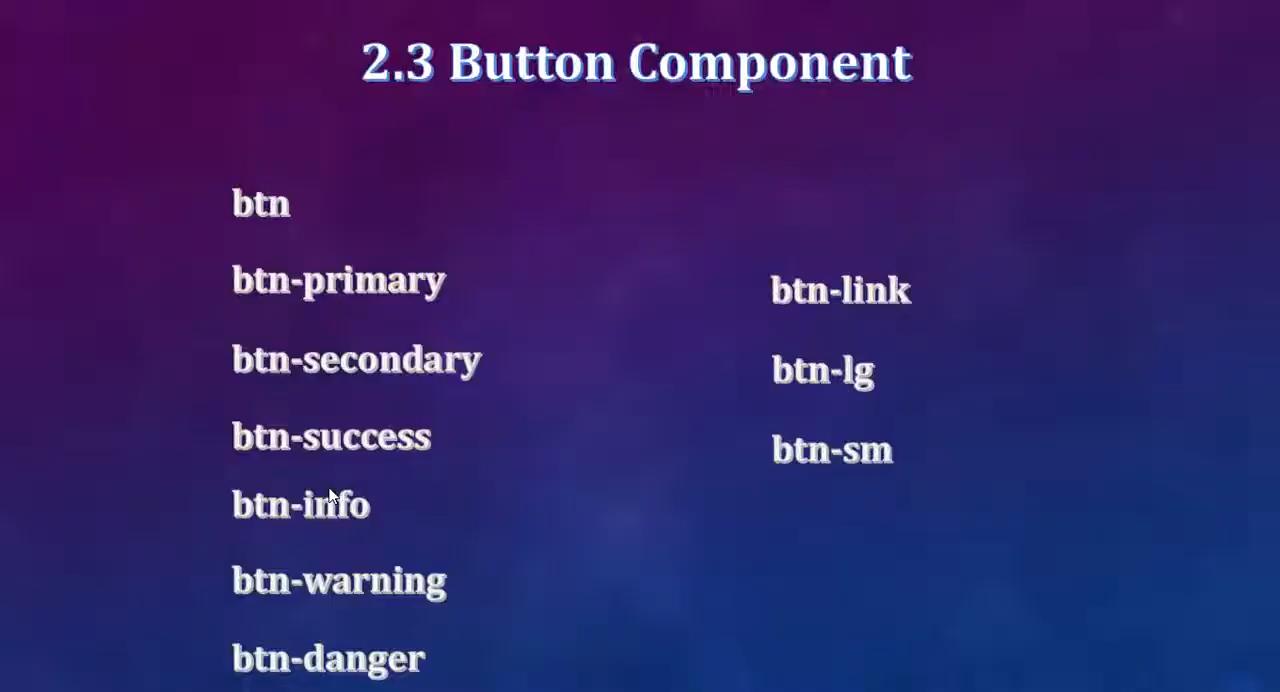 2.3 Button Component
btn
btn-primary
btn-secondary
btn-success
btn-info
btn-warning
btn-danger
btn-link
btn-lg
btn-sm